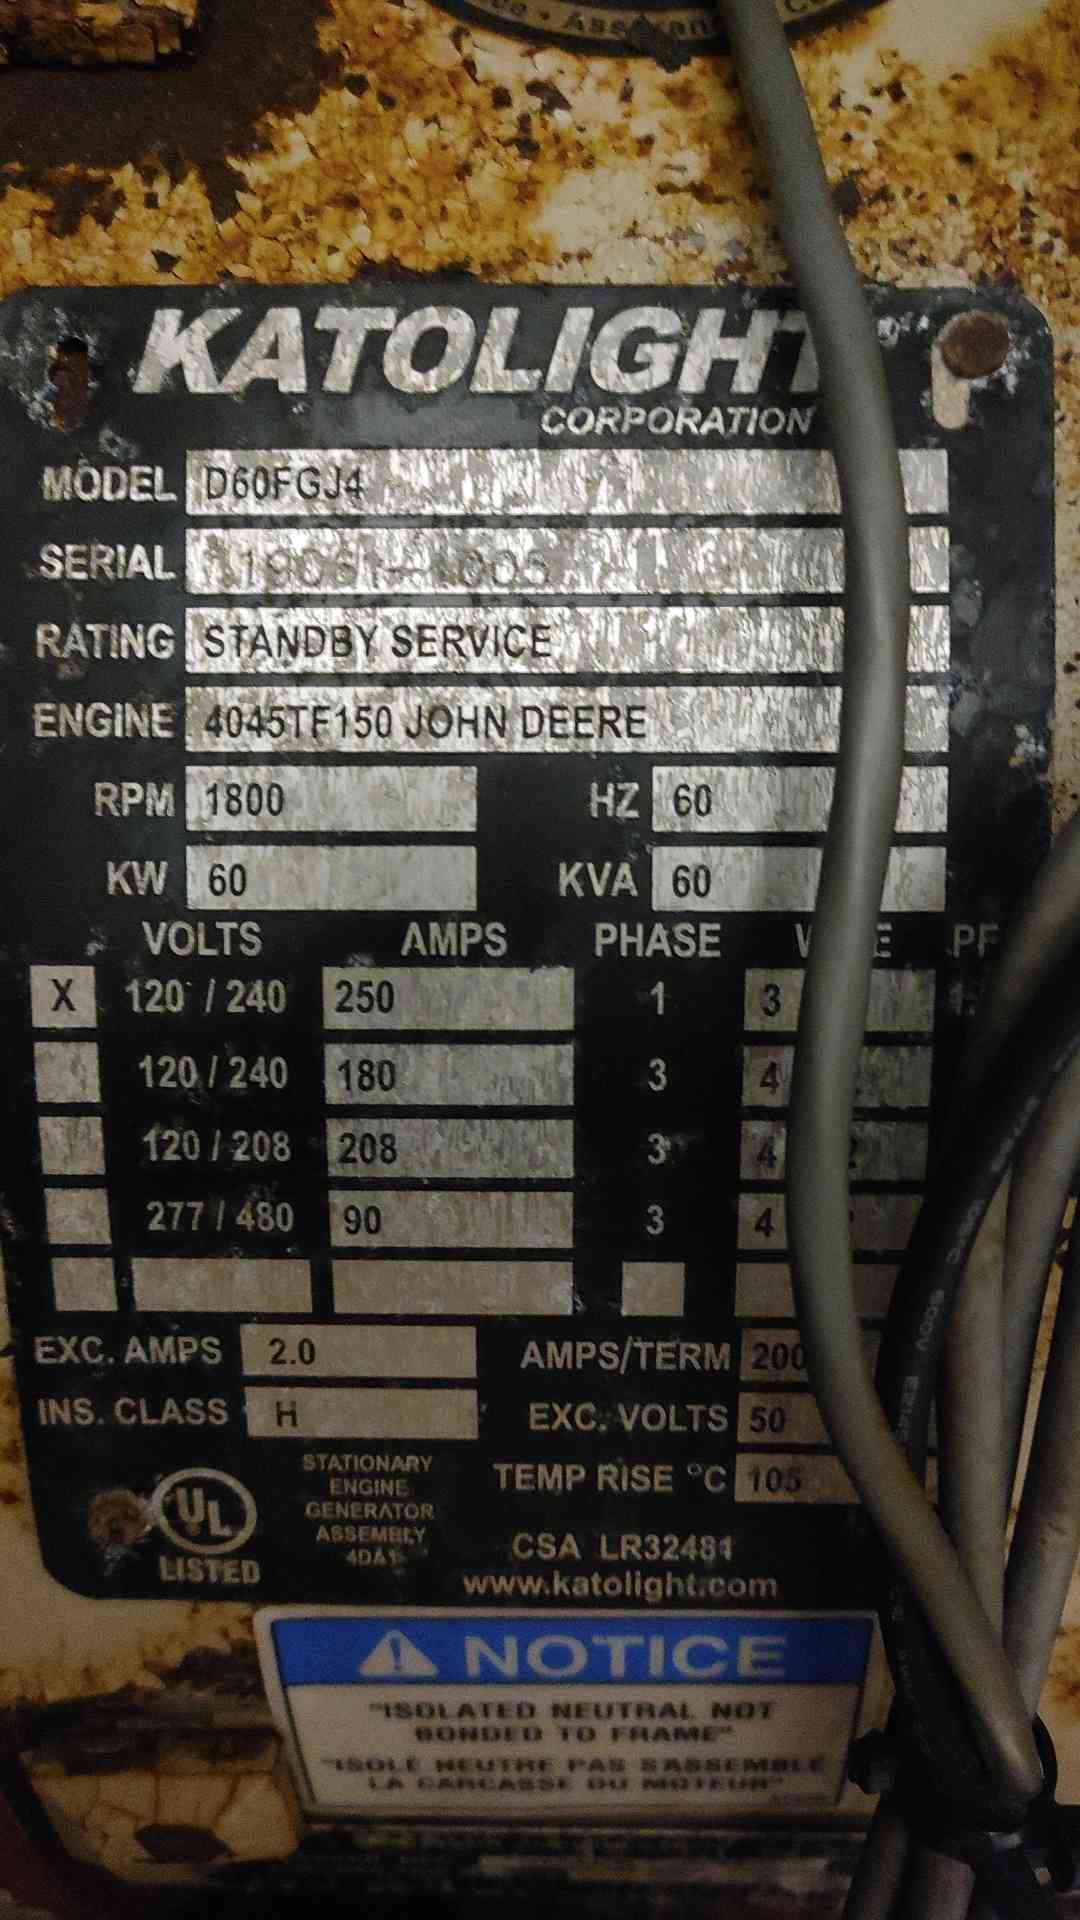 KATOLIGHT
CORPORATION
MODEL D60FGJ4
SERIAL
RATING STANDBY SERVICE
ENGINE 4045TF150 JOHN DEERE
RPM 1800 HZ 60
KW 60 KVA 60
VOLTS AMPS PHASE PF
X 120 / 240 250 1 3
120 / 240 180 3 4
120 / 208 208 3 4
277 / 480 90 3 4
EXC. AMPS 2.0 AMPS/TERM 200
INS. CLASS H EXC. VOLTS 50
TEMP RISE °C 105
UL
LISTED
STATIONARY
ENGINE
GENERATOR
ASSEMBLY
4DA1
CSA LR32481
www.katolight.com
NOTICE
"ISOLATED NEUTRAL NOT
BONDED TO FRAME"
"ISOLÉ NEUTRE PAS S'ASSEMBLÉ
LA CARCASSE DU MOTEUR"